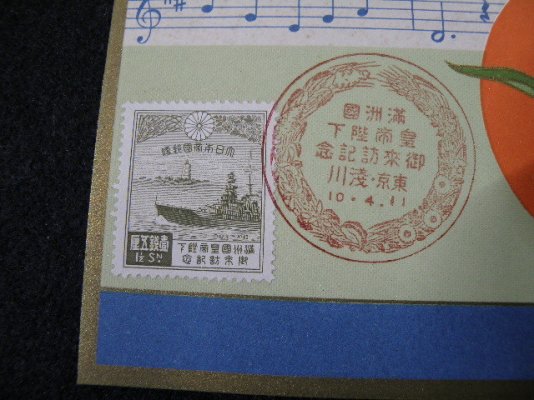 大日本帝國郵便
壹錢五厘
1½ Sɴ
滿洲國皇帝陛下
御來訪記念
滿洲國
皇帝陛下
御來訪記念
東京·淺川
10.4.11